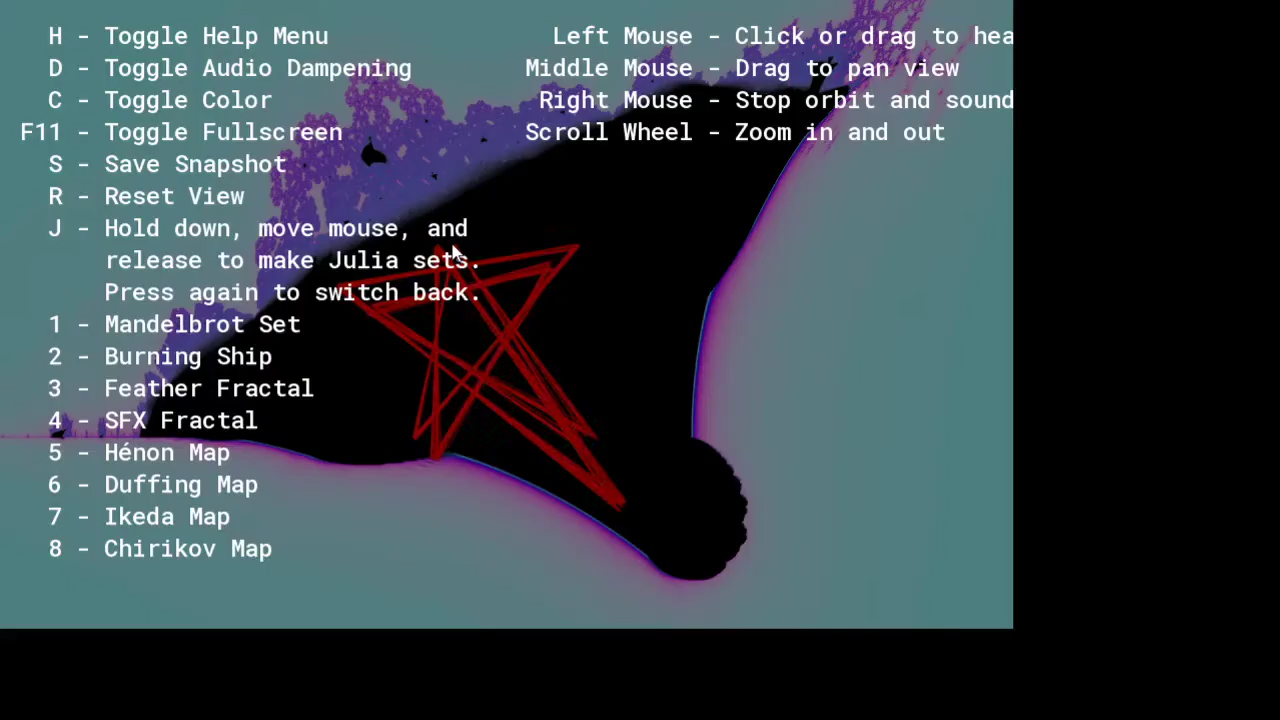 H - Toggle Help Menu
D - Toggle Audio Dampening
C - Toggle Color
F11 - Toggle Fullscreen
S - Save Snapshot
R - Reset View
J - Hold down, move mouse, and
release to make Julia sets.
Press again to switch back.
1 - Mandelbrot Set
2 - Burning Ship
3 - Feather Fractal
4 - SFX Fractal
5 - Hénon Map
6 - Duffing Map
7 - Ikeda Map
8 - Chirikov Map
Left Mouse - Click or drag to
Middle Mouse - Drag to pan view
Right Mouse - Stop orbit and sound
Scroll Wheel - Zoom in and out